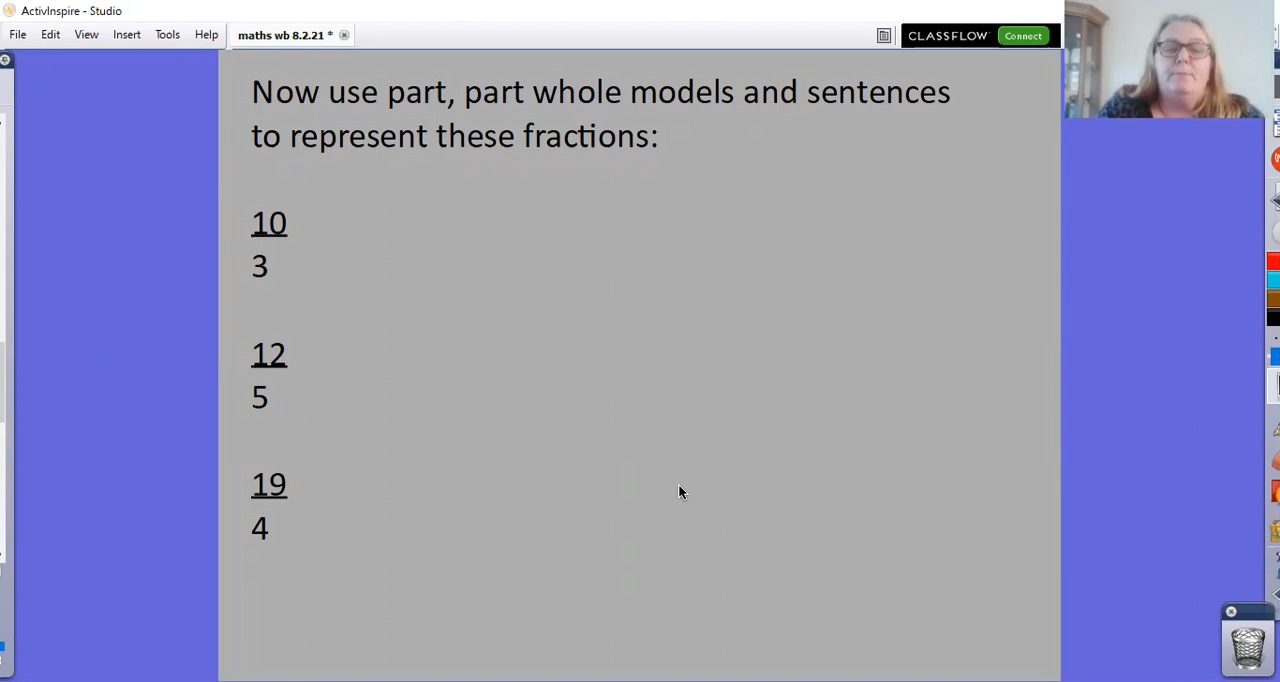 ActivInspire - Studio
File Edit View Insert Tools Help
maths wb 8.2.21 *
CLASSFLOW Connect
Now use part, part whole models and sentences
to represent these fractions:
10
3
12
5
19
4